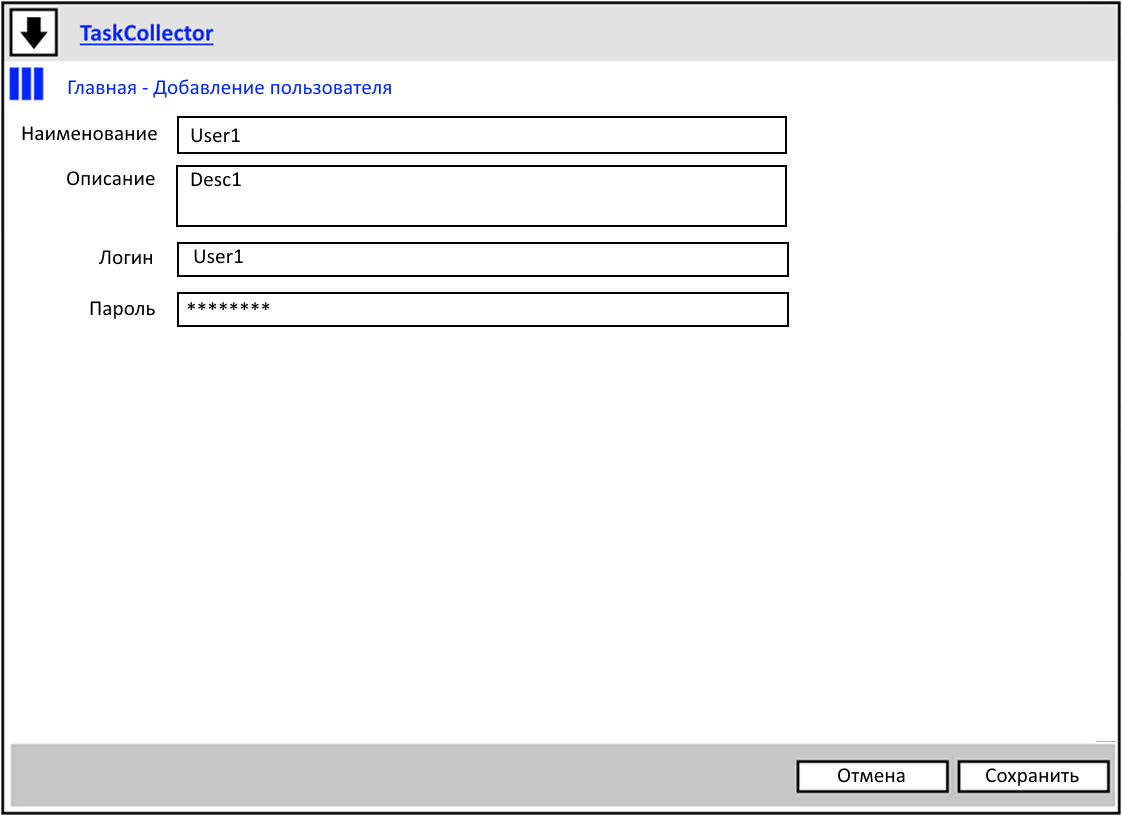 TaskCollector
Главная - Добавление пользователя
Наименование User1
Описание Desc1
Логин User1
Пароль ********
Отмена Сохранить